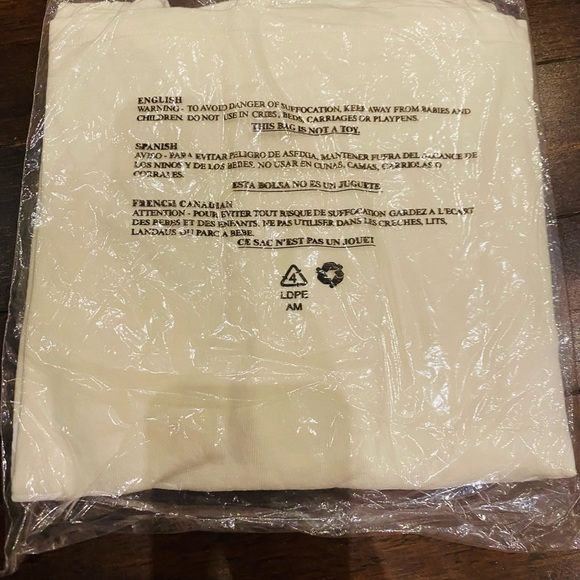 ENGLISH
WARNING - TO AVOID DANGER OF SUFFOCATION, KEEP AWAY FROM BABIES AND
CHILDREN. DO NOT USE IN CRIBS, BEDS, CARRIAGES OR PLAYPENS.
THIS BAG IS NOT A TOY.
SPANISH
AVISO - PARA EVITAR PELIGRO DE ASFIXIA, MANTENER FUERA DEL ALCANCE DE
LOS NINOS Y DE LOS BEBES. NO USAR EN CUNAS, CAMAS, CARRIOLAS O
CORRALES.
ESTA BOLSA NO ES UN JUGUETE
FRENCH CANADIAN
ATTENTION - POUR EVITER TOUT RISQUE DE SUFFOCATION GARDEZ A L'ECART
DES BEBES ET DES ENFANTS. NE PAS UTILISER DANS LES CRECHES, LITS,
LANDAUS OU PARC A BEBE.
CE SAC N'EST PAS UN JOUET
4
LDPE
AM